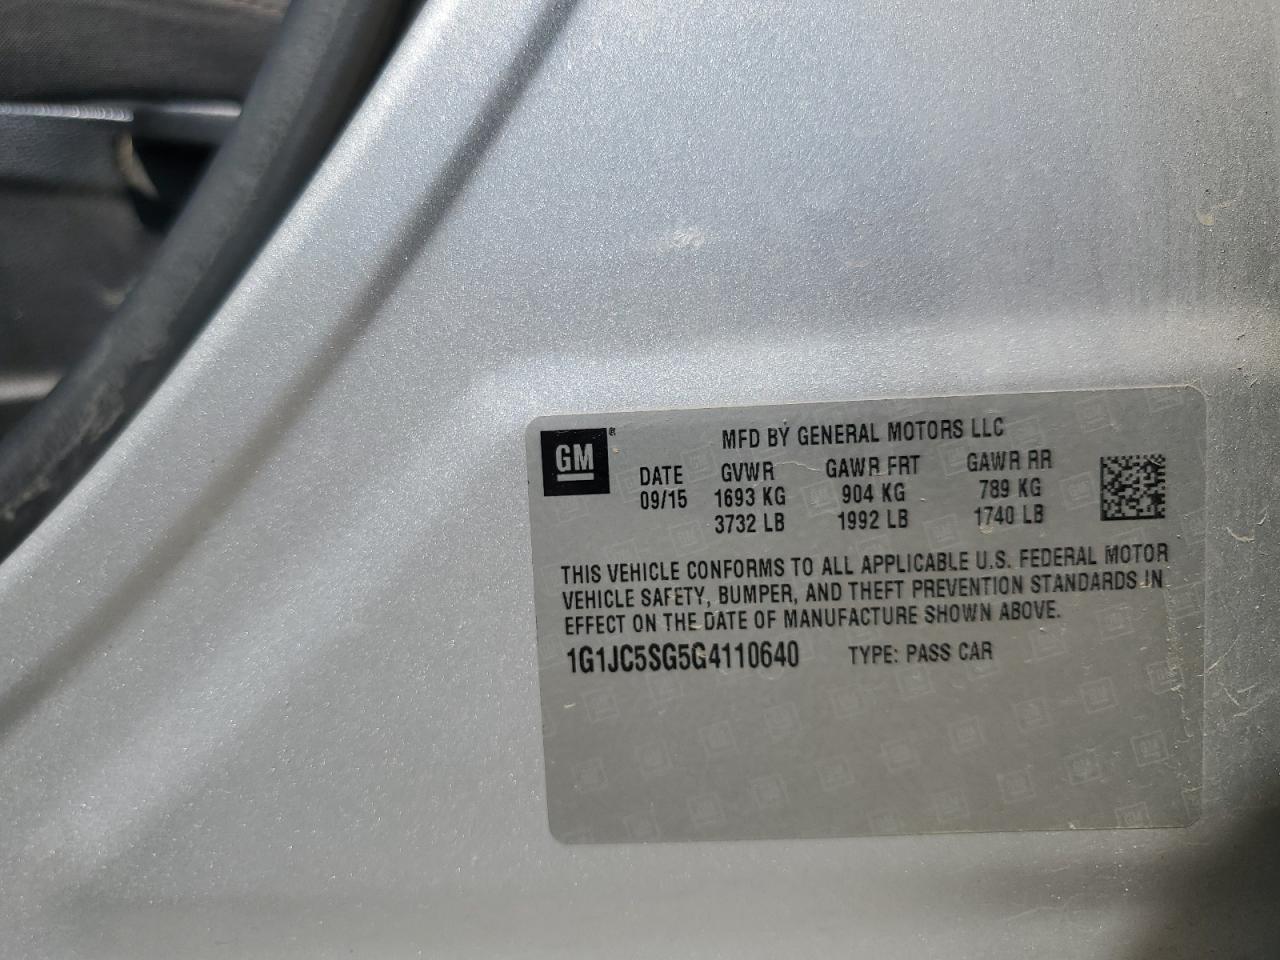 GM
MFD BY GENERAL MOTORS LLC
DATE GVWR GAWR FRT GAWR RR
09/15 1693 KG 904 KG 789 KG
3732 LB 1992 LB 1740 LB
THIS VEHICLE CONFORMS TO ALL APPLICABLE U.S. FEDERAL MOTOR
VEHICLE SAFETY, BUMPER, AND THEFT PREVENTION STANDARDS IN
EFFECT ON THE DATE OF MANUFACTURE SHOWN ABOVE.
1G1JC5SG5G4110640 TYPE: PASS CAR